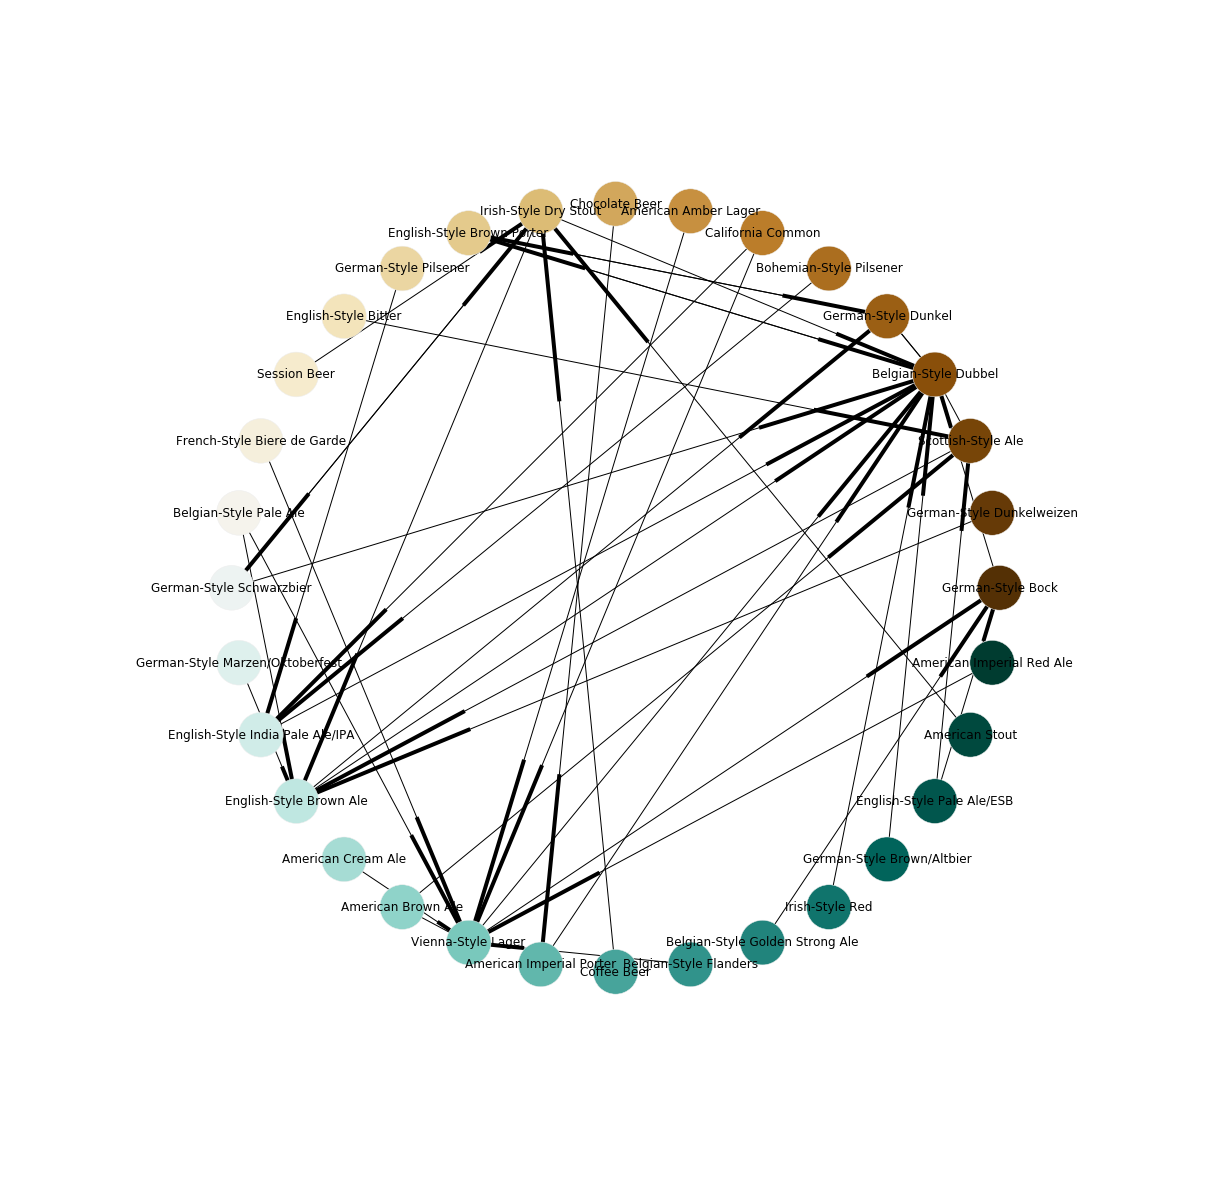 Chocolate Beer
Irish-Style Dry Stout
American Amber Lager
English-Style Brown Porter
California Common
German-Style Pilsener
Bohemian-Style Pilsener
English-Style Bitter
German-Style Dunkel
Session Beer
Belgian-Style Dubbel
French-Style Biere de Garde
Scottish-Style Ale
Belgian-Style Pale Ale
German-Style Dunkelweizen
German-Style Schwarzbier
German-Style Bock
German-Style Marzen/Oktoberfest
American Imperial Red Ale
English-Style India Pale Ale/IPA
American Stout
English-Style Brown Ale
English-Style Pale Ale/ESB
American Cream Ale
German-Style Brown/Altbier
American Brown Ale
Irish-Style Red
Vienna-Style Lager
Belgian-Style Golden Strong Ale
American Imperial Porter
Belgian-Style Flanders
Coffee Beer